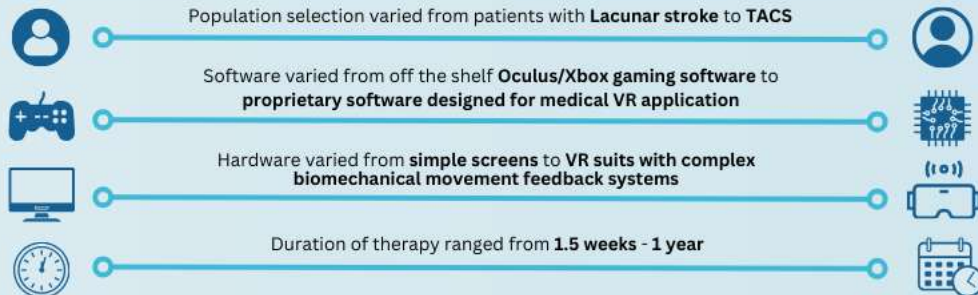 Population selection varied from patients with Lacunar stroke to TACS
Software varied from off the shelf Oculus/Xbox gaming software to
proprietary software designed for medical VR application
Hardware varied from simple screens to VR suits with complex
biomechanical movement feedback systems
Duration of therapy ranged from 1.5 weeks - 1 year